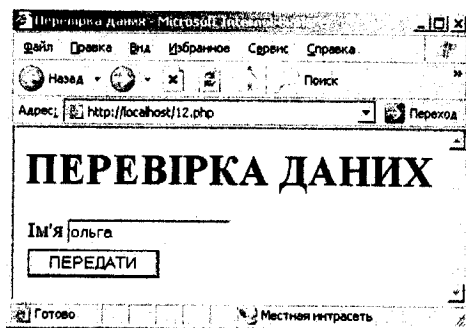 Перевірка даних - Microsoft Internet
Файл Правка Вид Избранное Сервис Справка
Назад Поиск »
Адрес: http://localhost/12.php Переход
ПЕРЕВІРКА ДАНИХ
Ім'я ольга
ПЕРЕДАТИ
Готово Местная интрасеть